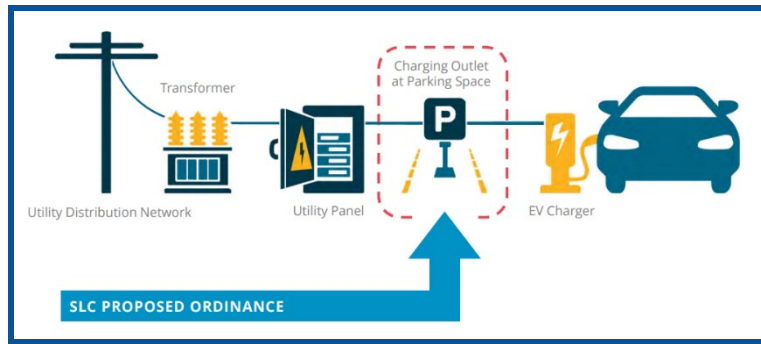 Charging Outlet
at Parking Space
Transformer
P
Utility Distribution Network
Utility Panel
EV Charger
SLC PROPOSED ORDINANCE